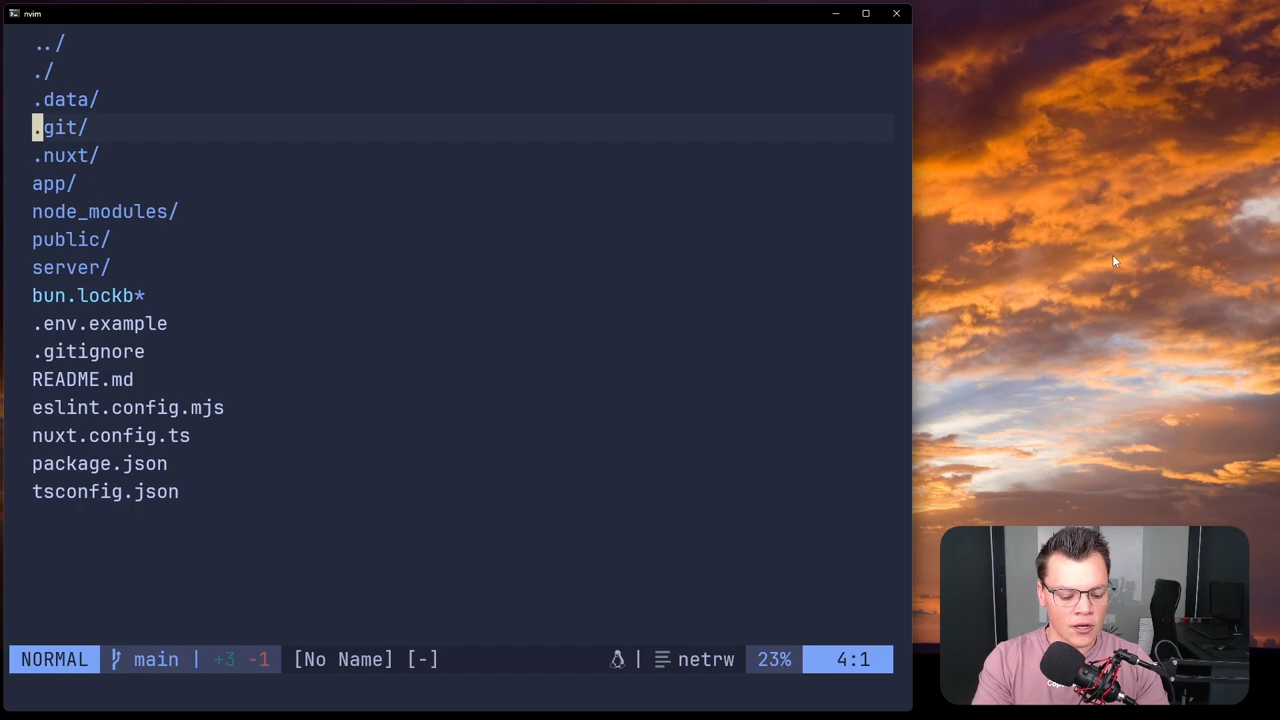 nvim
../
./
.data/
.git/
.nuxt/
app/
node_modules/
public/
server/
bun.lockb*
.env.example
.gitignore
README.md
eslint.config.mjs
nuxt.config.ts
package.json
tsconfig.json
NORMAL main | +3 -1 [No Name] [-] | netrw 23% 4:1